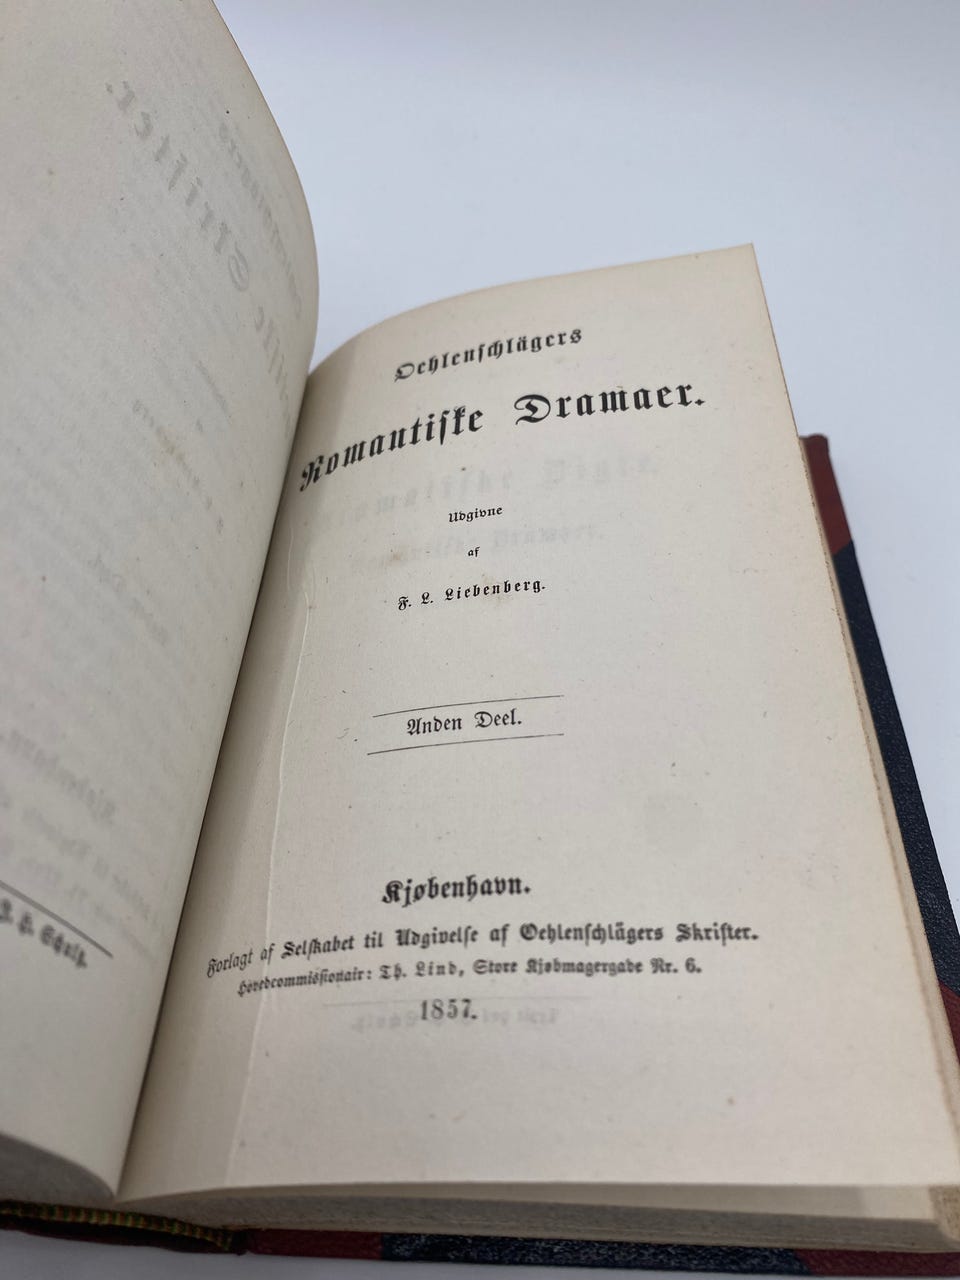 Oehlenschlägers
Romantiske Dramaer.
Udgivne
af
F. L. Liebenberg.
Anden Deel.
Kjøbenhavn.
Forlagt af Selskabet til Udgivelse af Oehlenschlägers Skrifter.
Hovedcommissionair: Th. Lind, Store Kjøbmagergade Nr. 6.
1857.